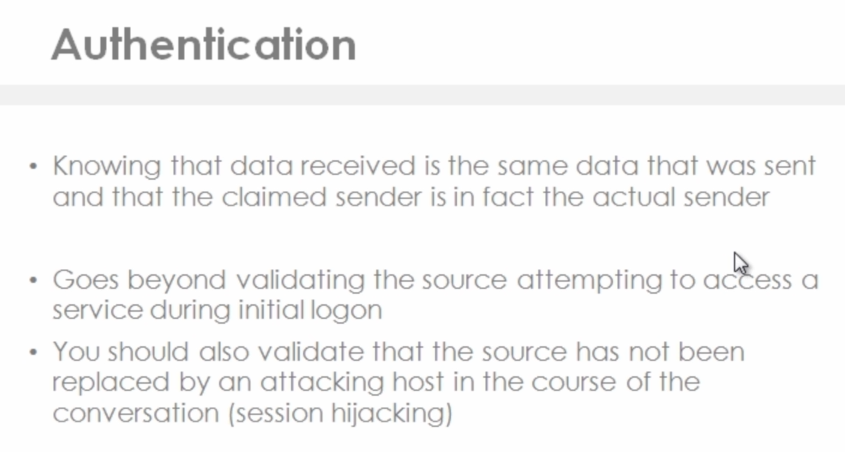 Authentication
• Knowing that data received is the same data that was sent
and that the claimed sender is in fact the actual sender
• Goes beyond validating the source attempting to access a
service during initial logon
• You should also validate that the source has not been
replaced by an attacking host in the course of the
conversation (session hijacking)